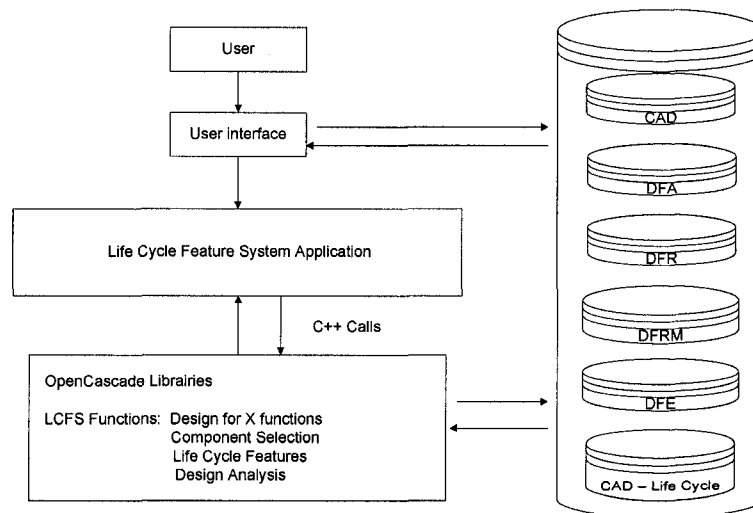 User
User interface
Life Cycle Feature System Application
C++ Calls
OpenCascade Librairies
LCFS Functions: Design for X functions
Component Selection
Life Cycle Features
Design Analysis
CAD
DFA
DFR
DFRM
DFE
CAD – Life Cycle